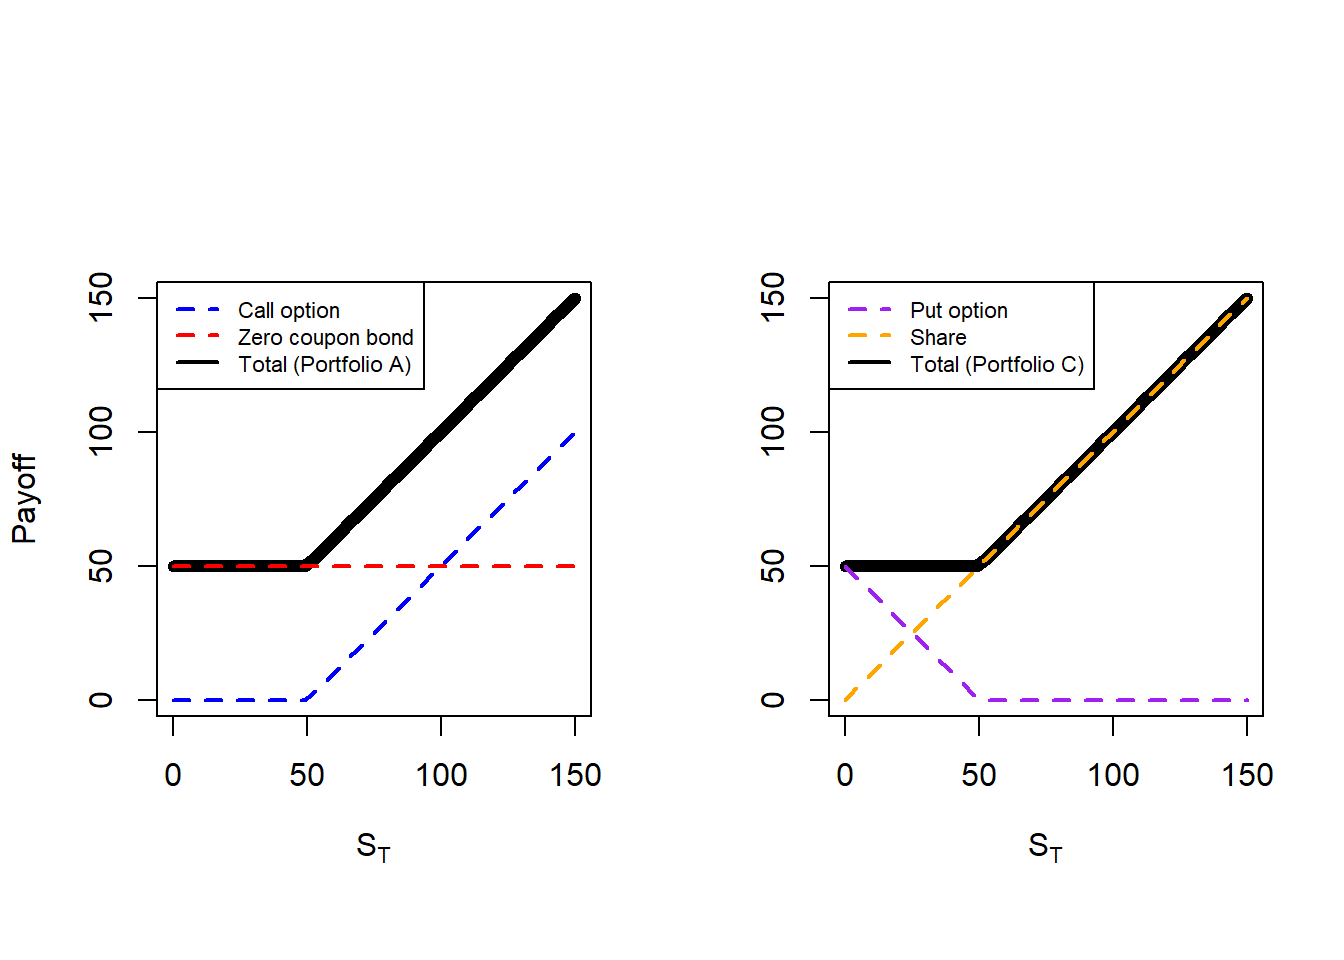 Call option
Zero coupon bond
Total (Portfolio A)
Payoff
150
100
50
0
0 50 100 150
S_T
Put option
Share
Total (Portfolio C)
150
100
50
0
0 50 100 150
S_T